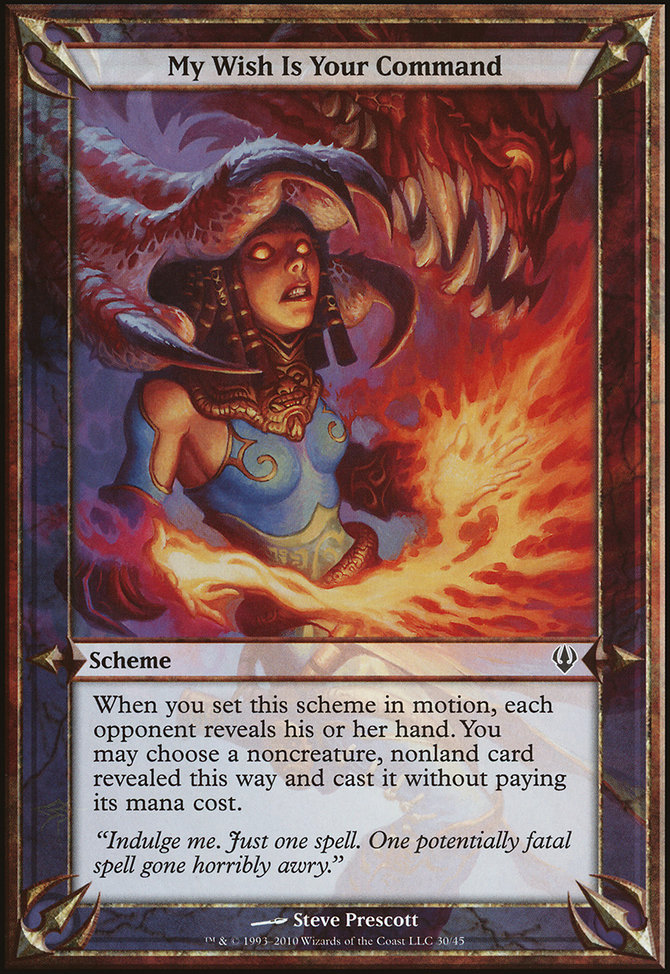 My Wish Is Your Command
Scheme
When you set this scheme in motion, each
opponent reveals his or her hand. You
may choose a noncreature, nonland card
revealed this way and cast it without paying
its mana cost.
“Indulge me. Just one spell. One potentially fatal
spell gone horribly awry.”
Steve Prescott
™ & © 1993–2010 Wizards of the Coast LLC 30/45